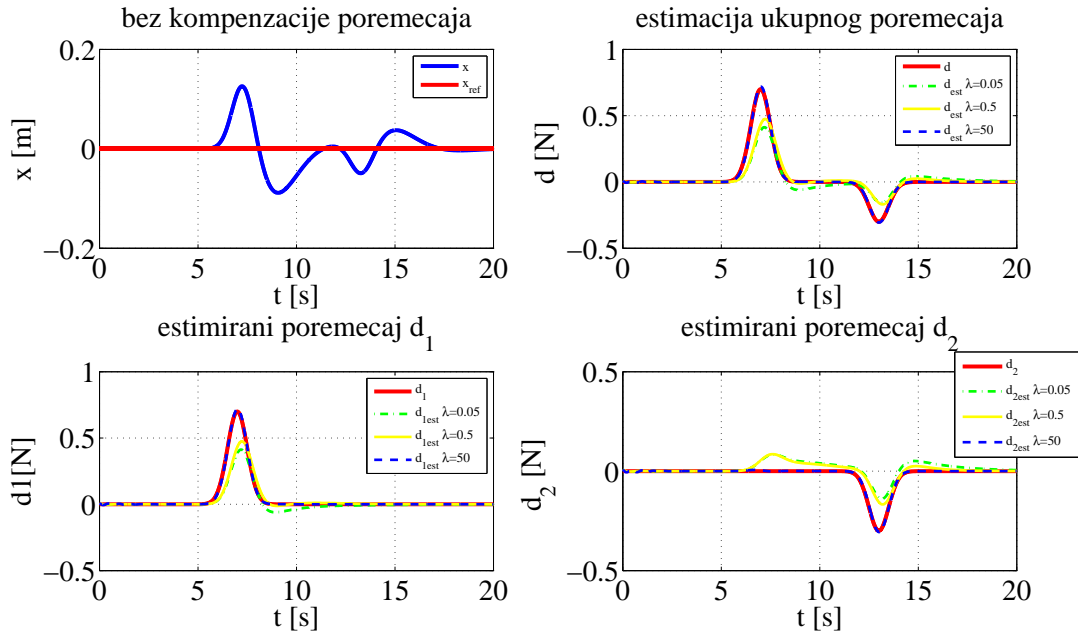 bez kompenzacije poremecaja
0.2
0
−0.2
x [m]
0 5 10 15 20
t [s]
x
x_ref
estimacija ukupnog poremecaja
1
0.5
0
−0.5
d [N]
0 5 10 15 20
t [s]
d
d_est λ=0.05
d_est λ=0.5
d_est λ=50
estimirani poremecaj d_1
1
0.5
0
−0.5
d1[N]
0 5 10 15 20
t [s]
d_1
d_1est λ=0.05
d_1est λ=0.5
d_1est λ=50
estimirani poremecaj d_2
0.5
0
−0.5
d_2 [N]
0 5 10 15 20
t [s]
d_2
d_2est λ=0.05
d_2est λ=0.5
d_2est λ=50